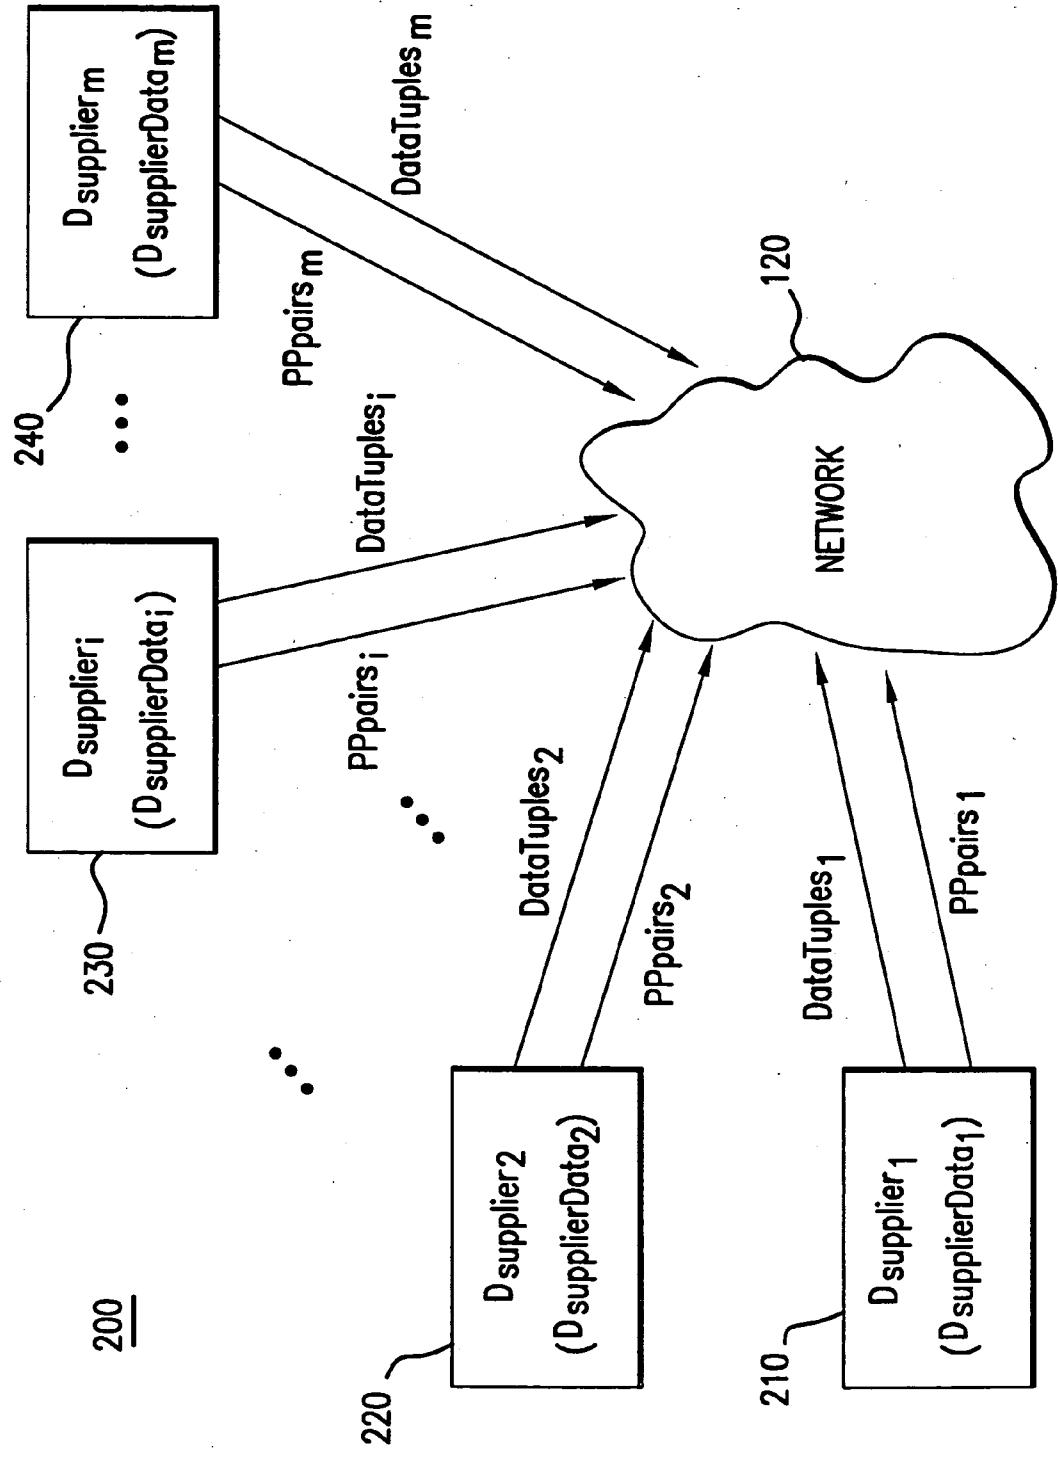 200
210
Dsupplier1
(DsupplierData1)
DataTuples1
PPpairs1
220
Dsupplier2
(DsupplierData2)
DataTuples2
PPpairs2
230
Dsupplieri
(DsupplierDatai)
PPpairsi
DataTuplesi
240
Dsupplierm
(DsupplierDatam)
PPpairsm
DataTuplesm
NETWORK
120